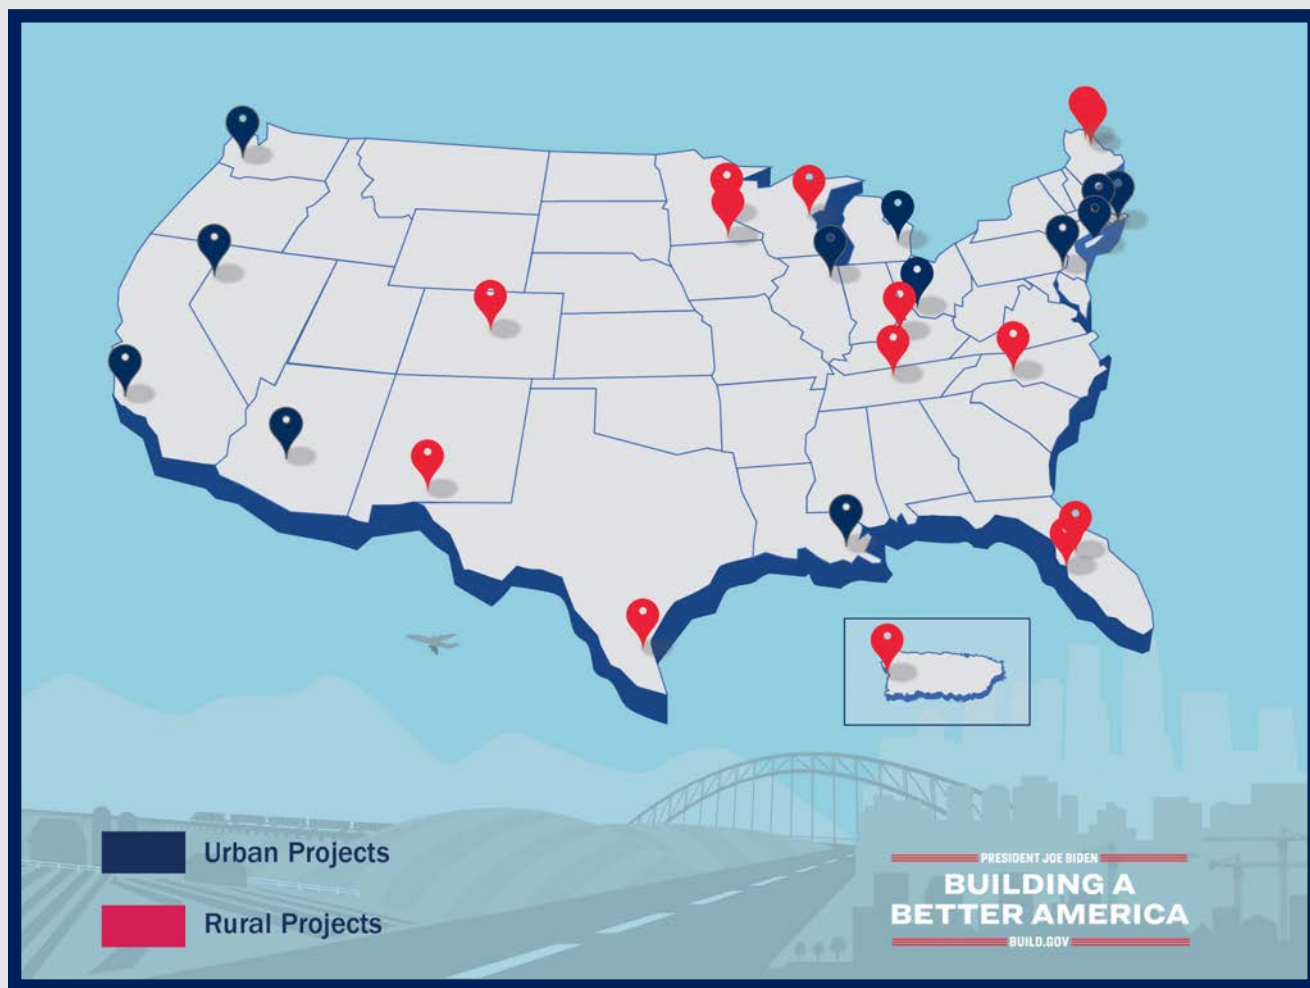 Urban Projects
Rural Projects
PRESIDENT JOE BIDEN
BUILDING A
BETTER AMERICA
BUILD.GOV